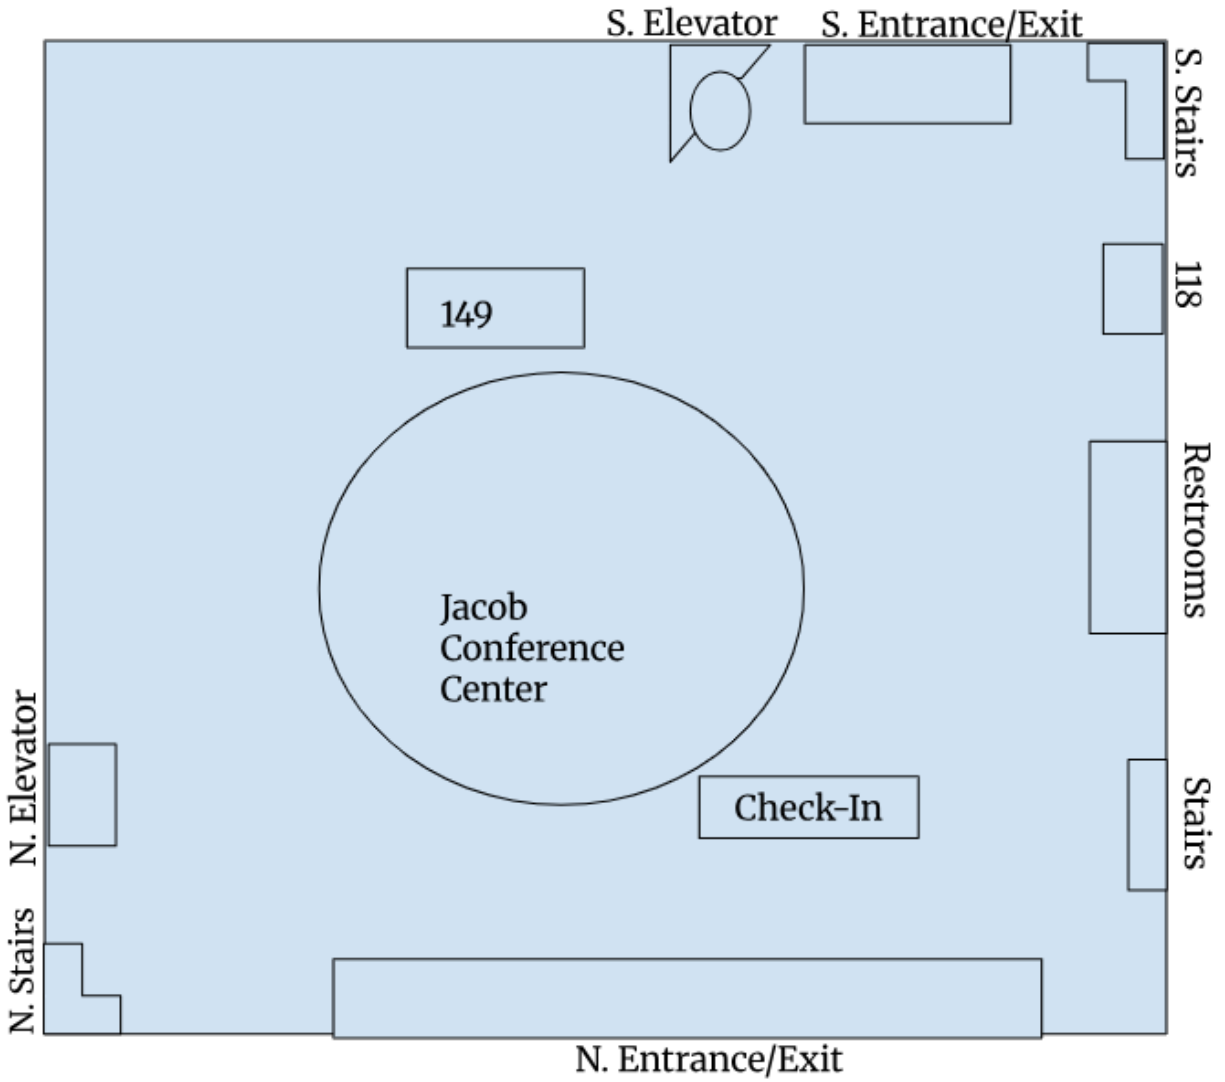 S. Elevator
S. Entrance/Exit
S. Stairs
118
149
Restrooms
Jacob
Conference
Center
N. Elevator
Check-In
Stairs
N. Stairs
N. Entrance/Exit